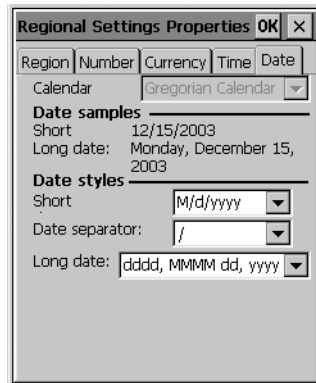 Regional Settings Properties OK ×
Region Number Currency Time Date
Calendar Gregorian Calendar
Date samples
Short 12/15/2003
Long date: Monday, December 15,
2003
Date styles
Short M/d/yyyy
Date separator: /
Long date: dddd, MMMM dd, yyyy